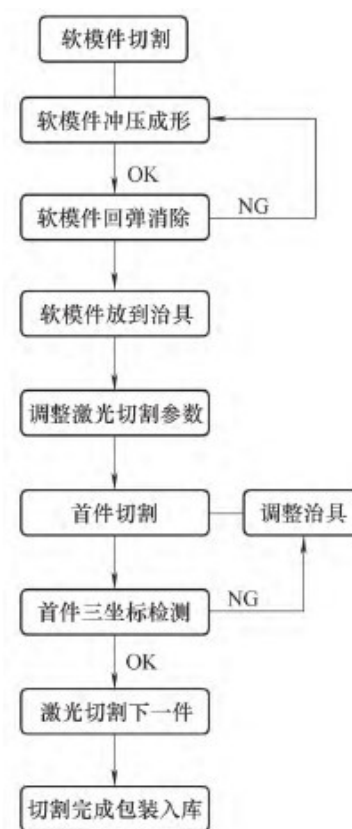 软模件切割
软模件冲压成形
OK
软模件回弹消除
NG
软模件放到治具
调整激光切割参数
首件切割
调整治具
首件三坐标检测
NG
OK
激光切割下一件
切割完成包装入库